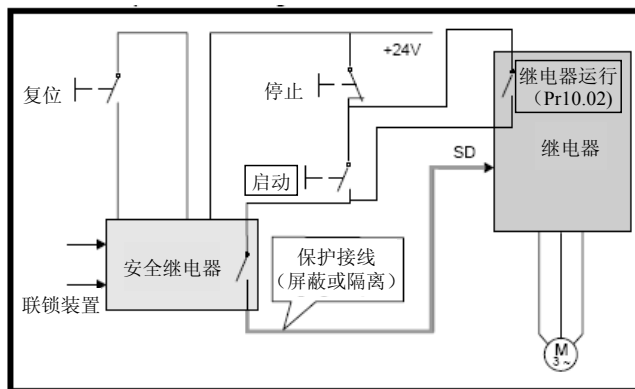 +24V
复位
停止
继电器运行
（Pr10.02)
继电器
SD
启动
安全继电器
保护接线
（屏蔽或隔离）
联锁装置
M
3 ~